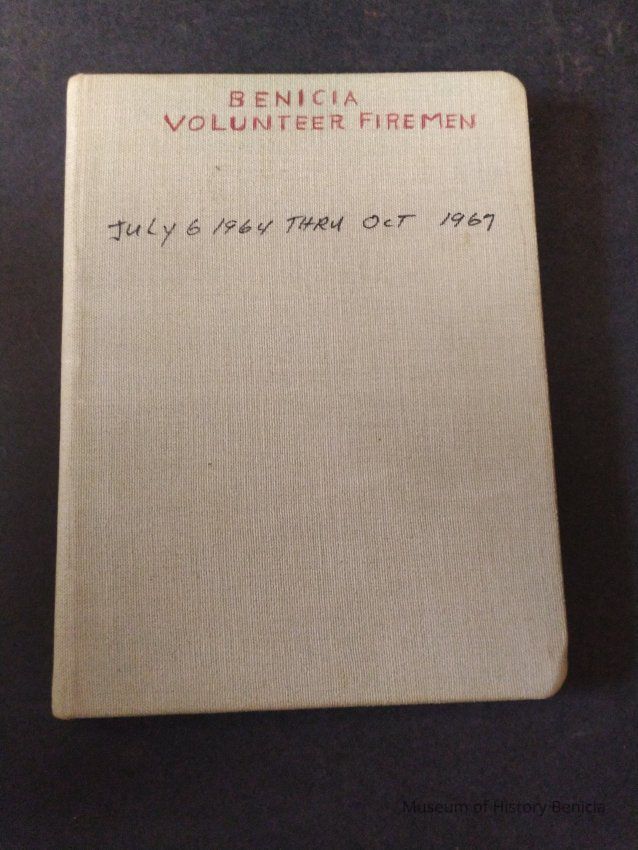 BENICIA
VOLUNTEER FIREMEN
JULY 6 1964 THRU OCT 1967
Museum of History Benicia